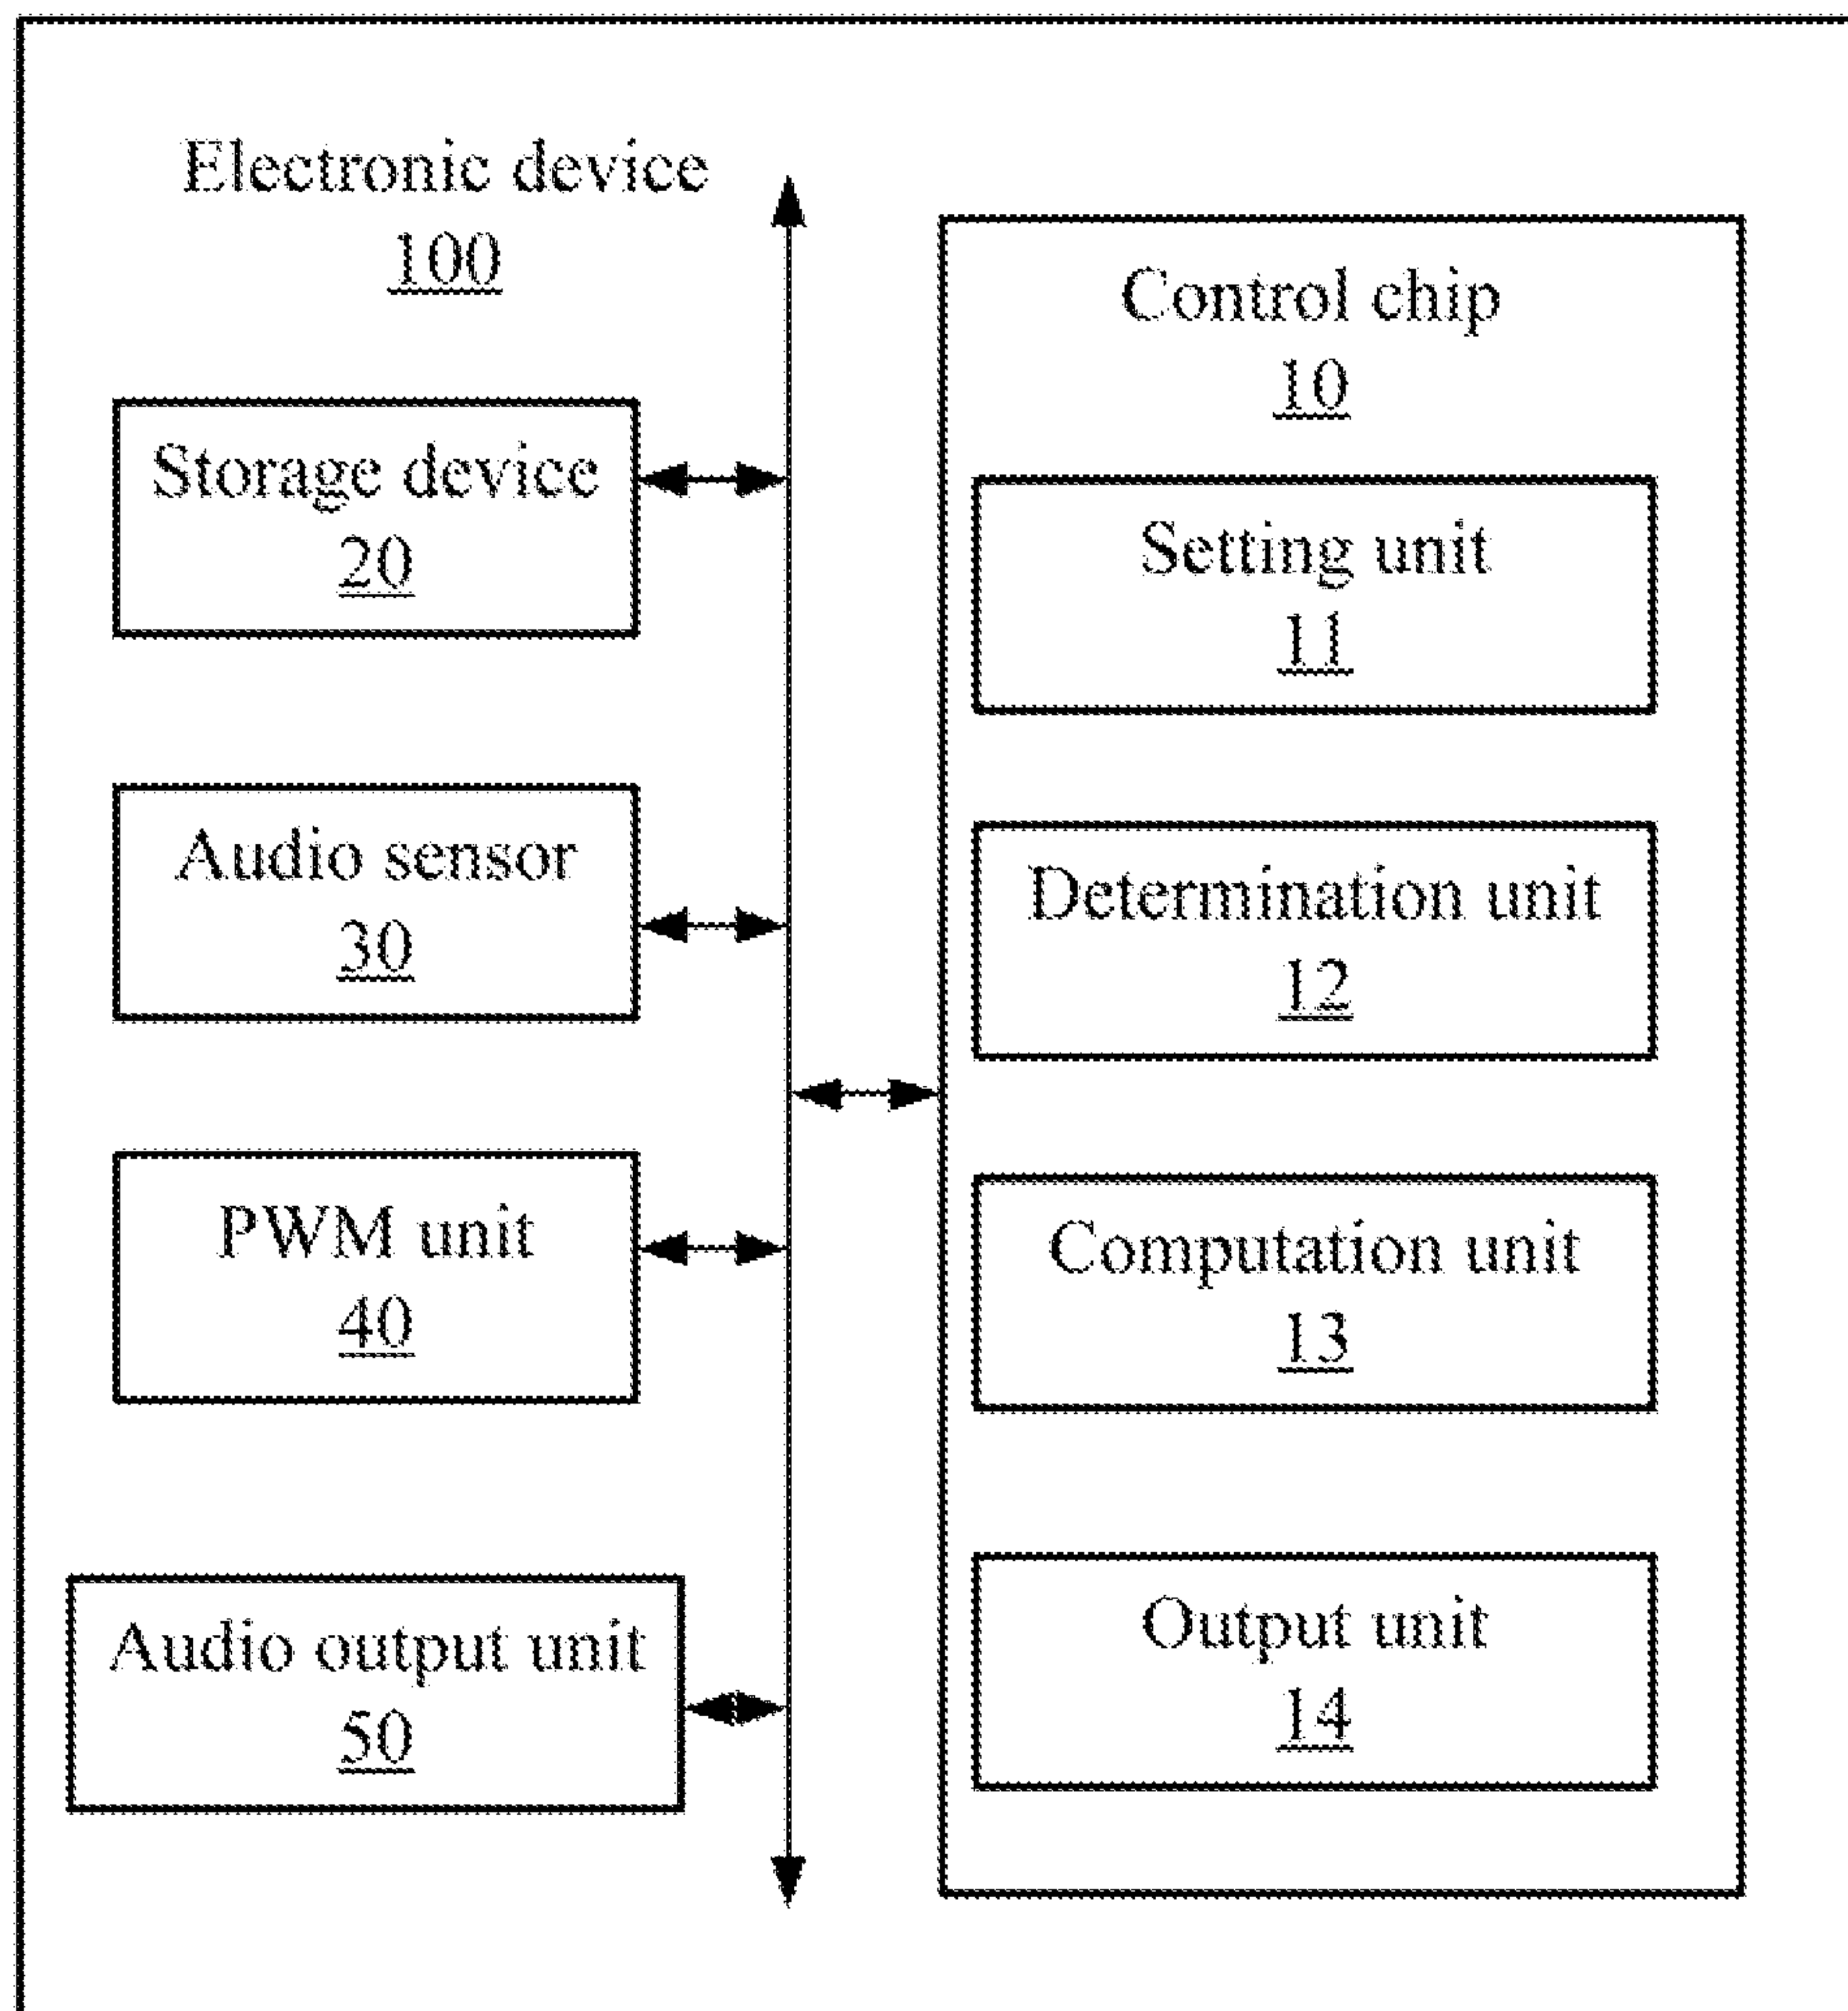 Electronic device
100
Storage device
20
Audio sensor
30
PWM unit
40
Audio output unit
50
Control chip
10
Setting unit
11
Determination unit
12
Computation unit
13
Output unit
14